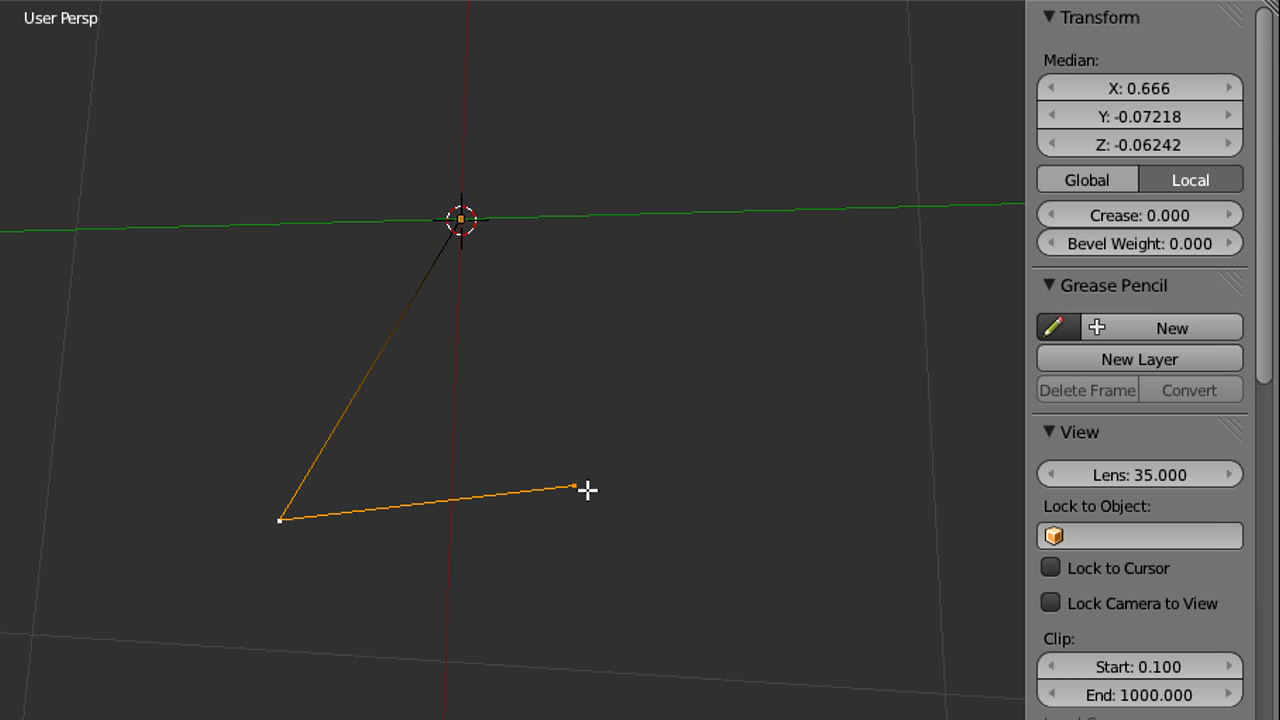 User Persp
Transform
Median:
X: 0.666
Y: -0.07218
Z: -0.06242
Global Local
Crease: 0.000
Bevel Weight: 0.000
Grease Pencil
New
New Layer
Delete Frame Convert
View
Lens: 35.000
Lock to Object:
Lock to Cursor
Lock Camera to View
Clip:
Start: 0.100
End: 1000.000